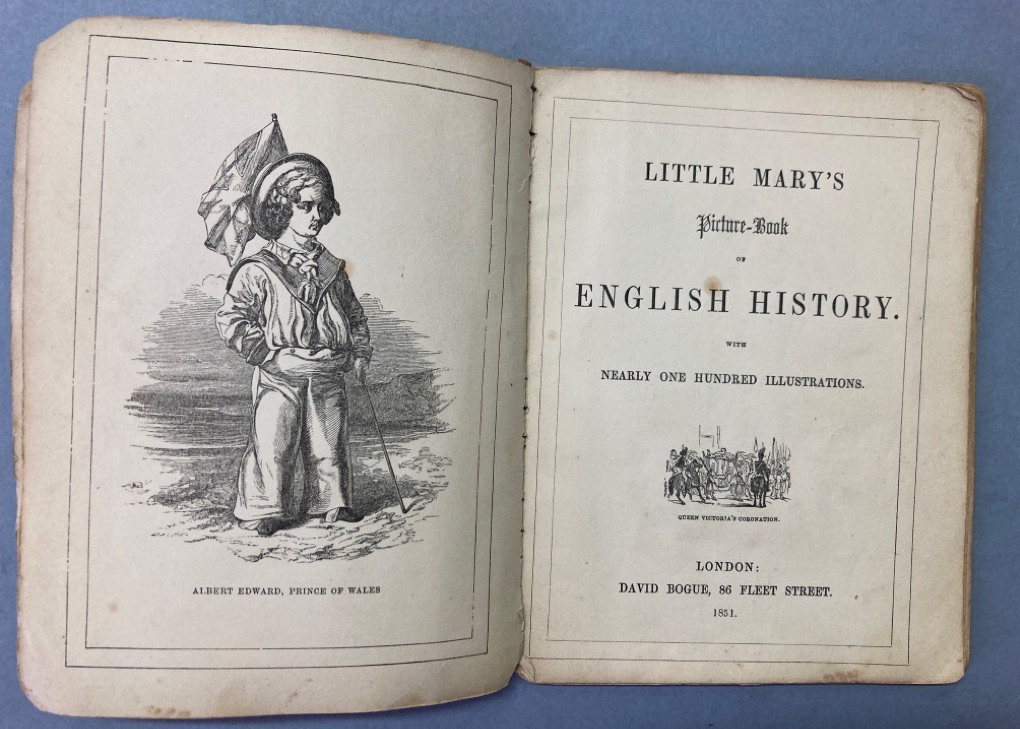 ALBERT EDWARD, PRINCE OF WALES
LITTLE MARY'S
Picture-Book
OF
ENGLISH HISTORY.
WITH
NEARLY ONE HUNDRED ILLUSTRATIONS.
QUEEN VICTORIA'S CORONATION.
LONDON:
DAVID BOGUE, 86 FLEET STREET.
1851.